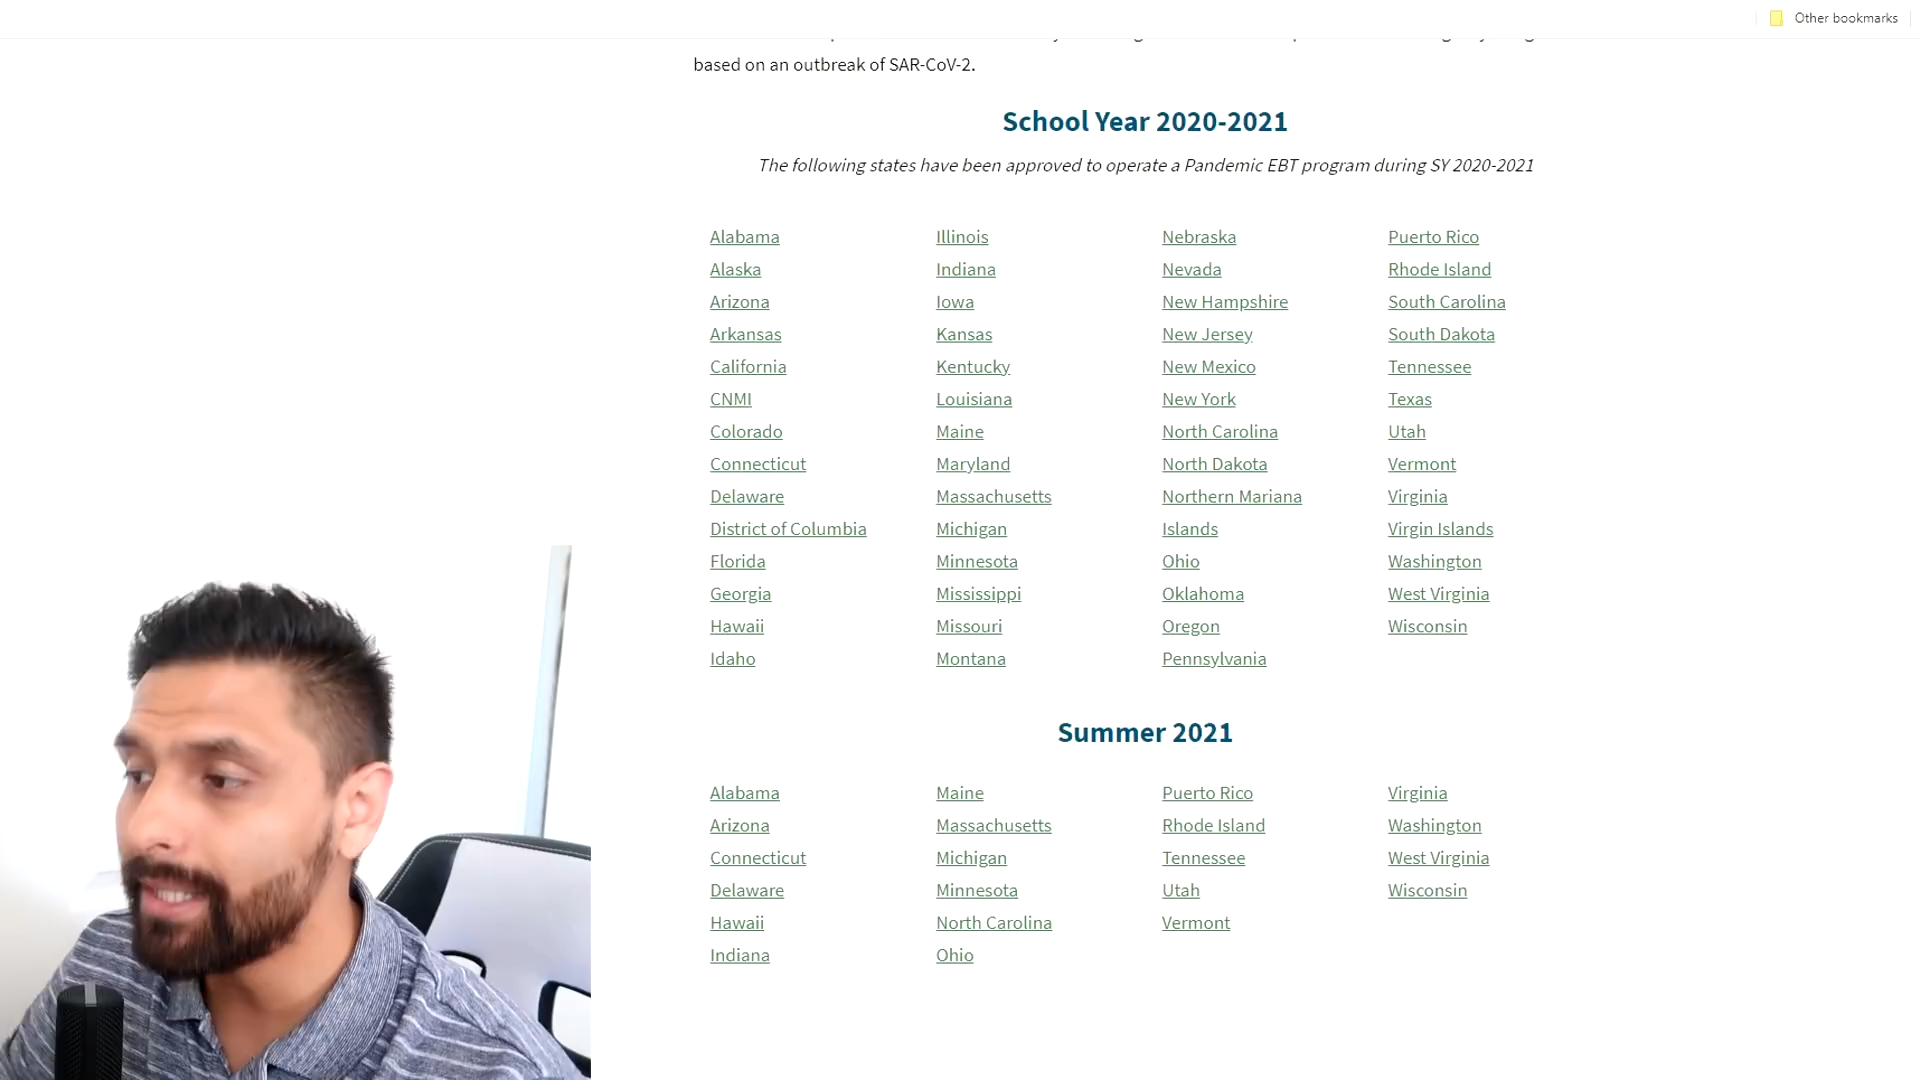 Other bookmarks
based on an outbreak of SAR-CoV-2.
School Year 2020-2021
The following states have been approved to operate a Pandemic EBT program during SY 2020-2021
Alabama
Alaska
Arizona
Arkansas
California
CNMI
Colorado
Connecticut
Delaware
District of Columbia
Florida
Georgia
Hawaii
Idaho
Illinois
Indiana
Iowa
Kansas
Kentucky
Louisiana
Maine
Maryland
Massachusetts
Michigan
Minnesota
Mississippi
Missouri
Montana
Nebraska
Nevada
New Hampshire
New Jersey
New Mexico
New York
North Carolina
North Dakota
Northern Mariana
Islands
Ohio
Oklahoma
Oregon
Pennsylvania
Puerto Rico
Rhode Island
South Carolina
South Dakota
Tennessee
Texas
Utah
Vermont
Virginia
Virgin Islands
Washington
West Virginia
Wisconsin
Summer 2021
Alabama
Arizona
Connecticut
Delaware
Hawaii
Indiana
Maine
Massachusetts
Michigan
Minnesota
North Carolina
Ohio
Puerto Rico
Rhode Island
Tennessee
Utah
Vermont
Virginia
Washington
West Virginia
Wisconsin